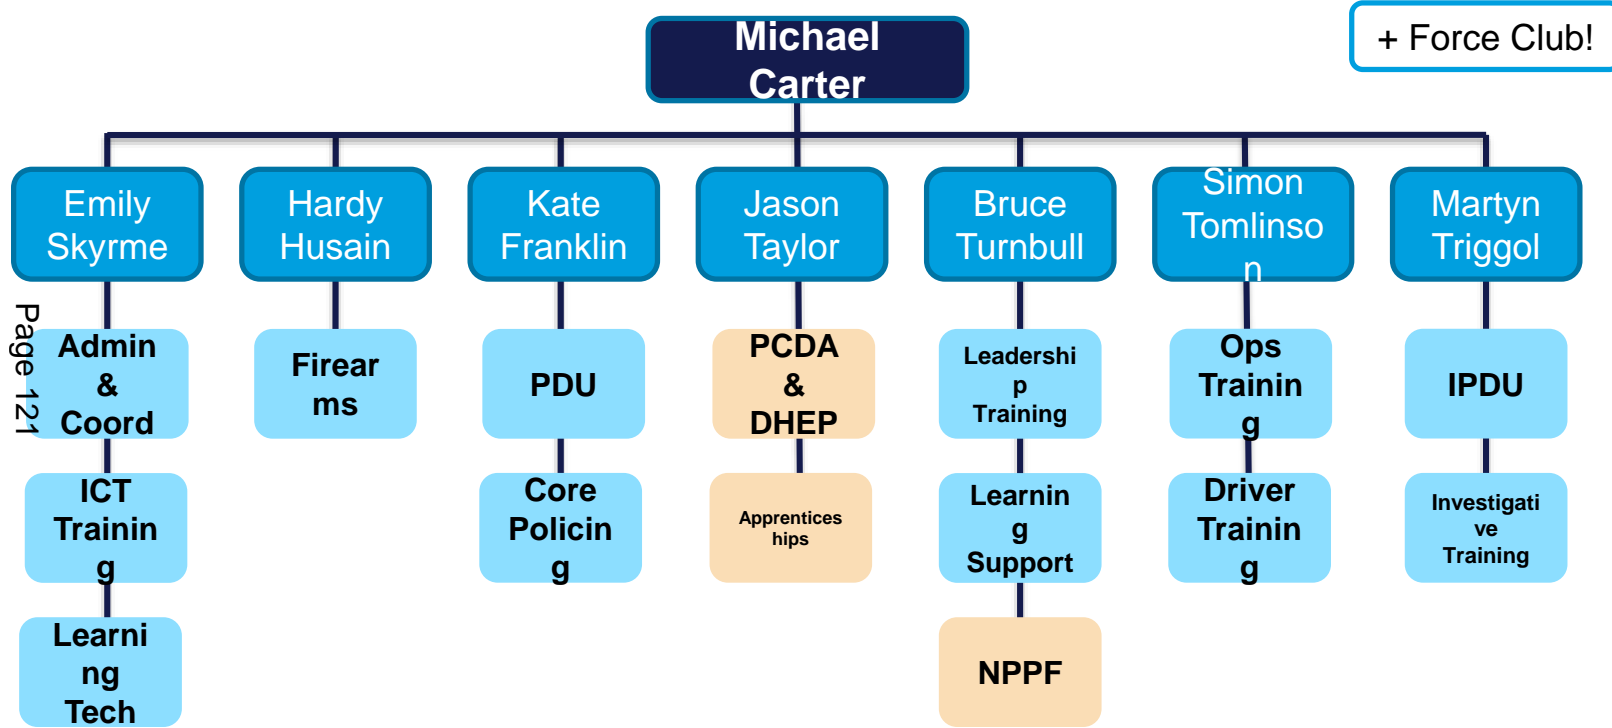 Michael
Carter
+ Force Club!
Emily
Skyrme
Hardy
Husain
Kate
Franklin
Jason
Taylor
Bruce
Turnbull
Simon
Tomlinso
n
Martyn
Triggol
Page 121
Admin
&
Coord
Firear
ms
PDU
PCDA
&
DHEP
Leadershi
p
Training
Ops
Trainin
g
IPDU
ICT
Trainin
g
Core
Policin
g
Apprentices
hips
Learnin
g
Support
Driver
Trainin
g
Investigati
ve
Training
Learni
ng
Tech
NPPF